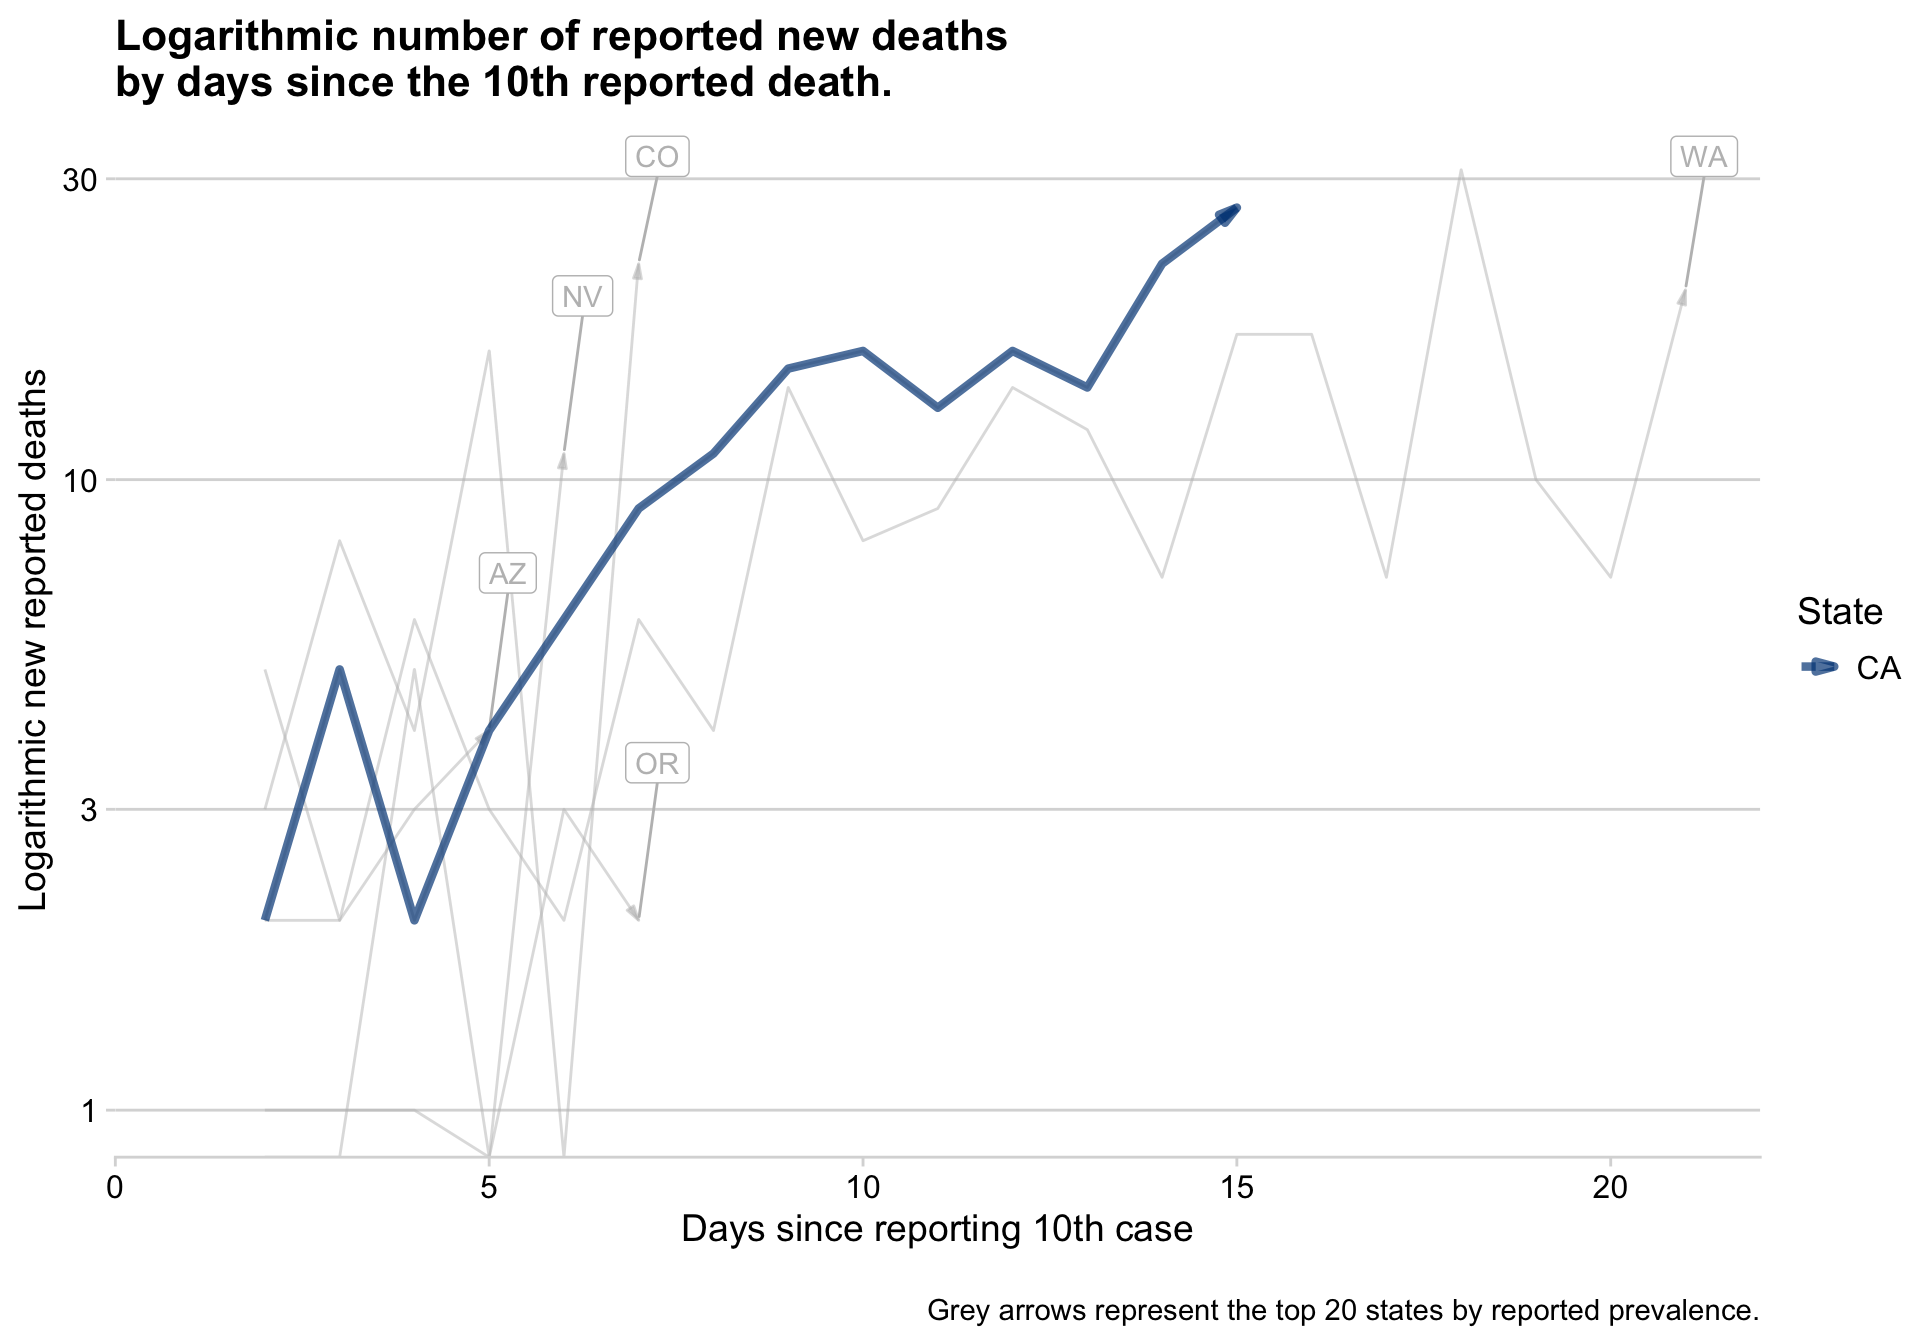 Logarithmic number of reported new deaths
by days since the 10th reported death.
CO
WA
30
NV
10
AZ
OR
3
1
Logarithmic new reported deaths
State
CA
0
5
10
15
20
Days since reporting 10th case
Grey arrows represent the top 20 states by reported prevalence.